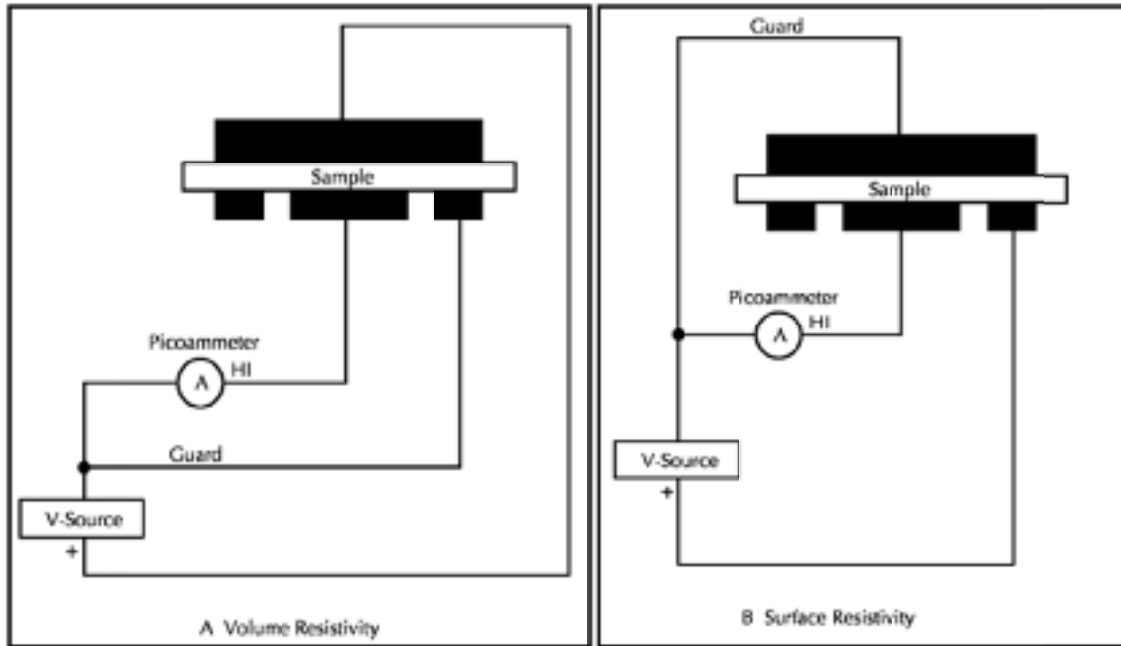 Sample
Picoammeter
HI
A
Guard
V-Source
+
A Volume Resistivity
Guard
Sample
Picoammeter
HI
A
V-Source
+
B Surface Resistivity